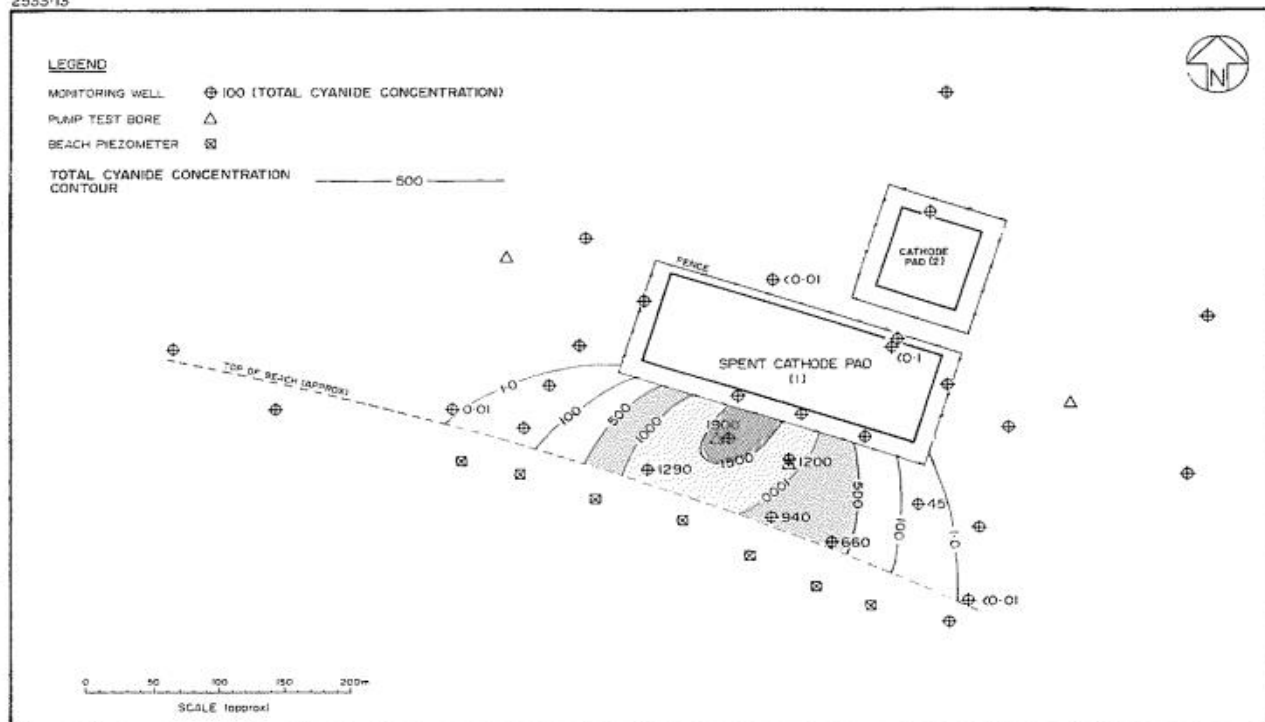 2533-13
LEGEND
MONITORING WELL 100 (TOTAL CYANIDE CONCENTRATION)
PUMP TEST BORE
BEACH PIEZOMETER
TOTAL CYANIDE CONCENTRATION 500
CONTOUR
N
CATHODE
PAD (2)
FENCE
<0·01
<0·1
SPENT CATHODE PAD
(1)
TOP OF BEACH (APPROX)
0·01
1·0
100
500
1000
1900
1500
1290
1200
1000
940
660
500
100
45
1·0
<0·01
0 50 100 150 200m
SCALE (approx)